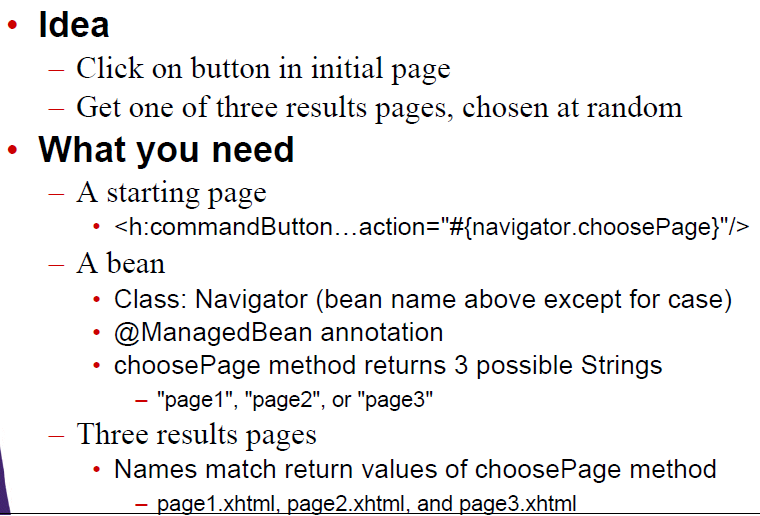 • Idea
– Click on button in initial page
– Get one of three results pages, chosen at random
• What you need
– A starting page
• <h:commandButton…action="#{navigator.choosePage}"/>
– A bean
• Class: Navigator (bean name above except for case)
• @ManagedBean annotation
• choosePage method returns 3 possible Strings
– "page1", "page2", or "page3"
– Three results pages
• Names match return values of choosePage method
– page1.xhtml, page2.xhtml, and page3.xhtml